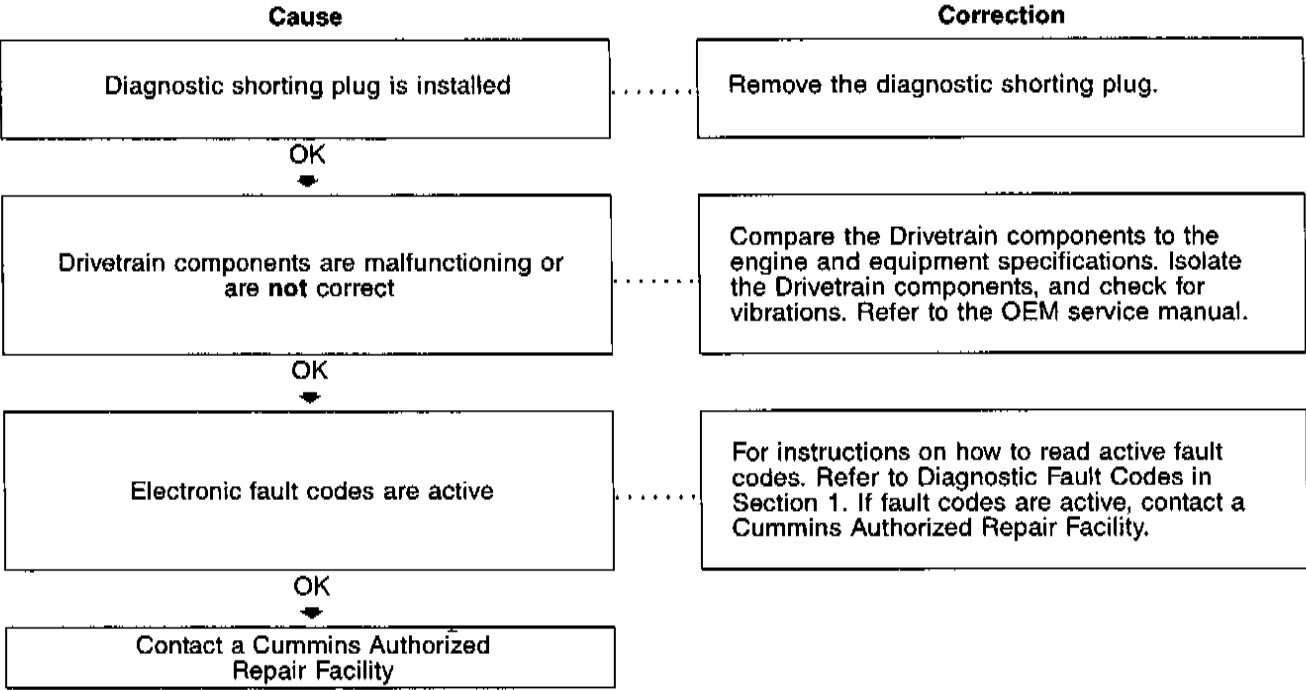 Cause
Correction
Diagnostic shorting plug is installed
Remove the diagnostic shorting plug.
OK
Drivetrain components are malfunctioning or
are not correct
Compare the Drivetrain components to the
engine and equipment specifications. Isolate
the Drivetrain components, and check for
vibrations. Refer to the OEM service manual.
OK
Electronic fault codes are active
For instructions on how to read active fault
codes. Refer to Diagnostic Fault Codes in
Section 1. If fault codes are active, contact a
Cummins Authorized Repair Facility.
OK
Contact a Cummins Authorized
Repair Facility